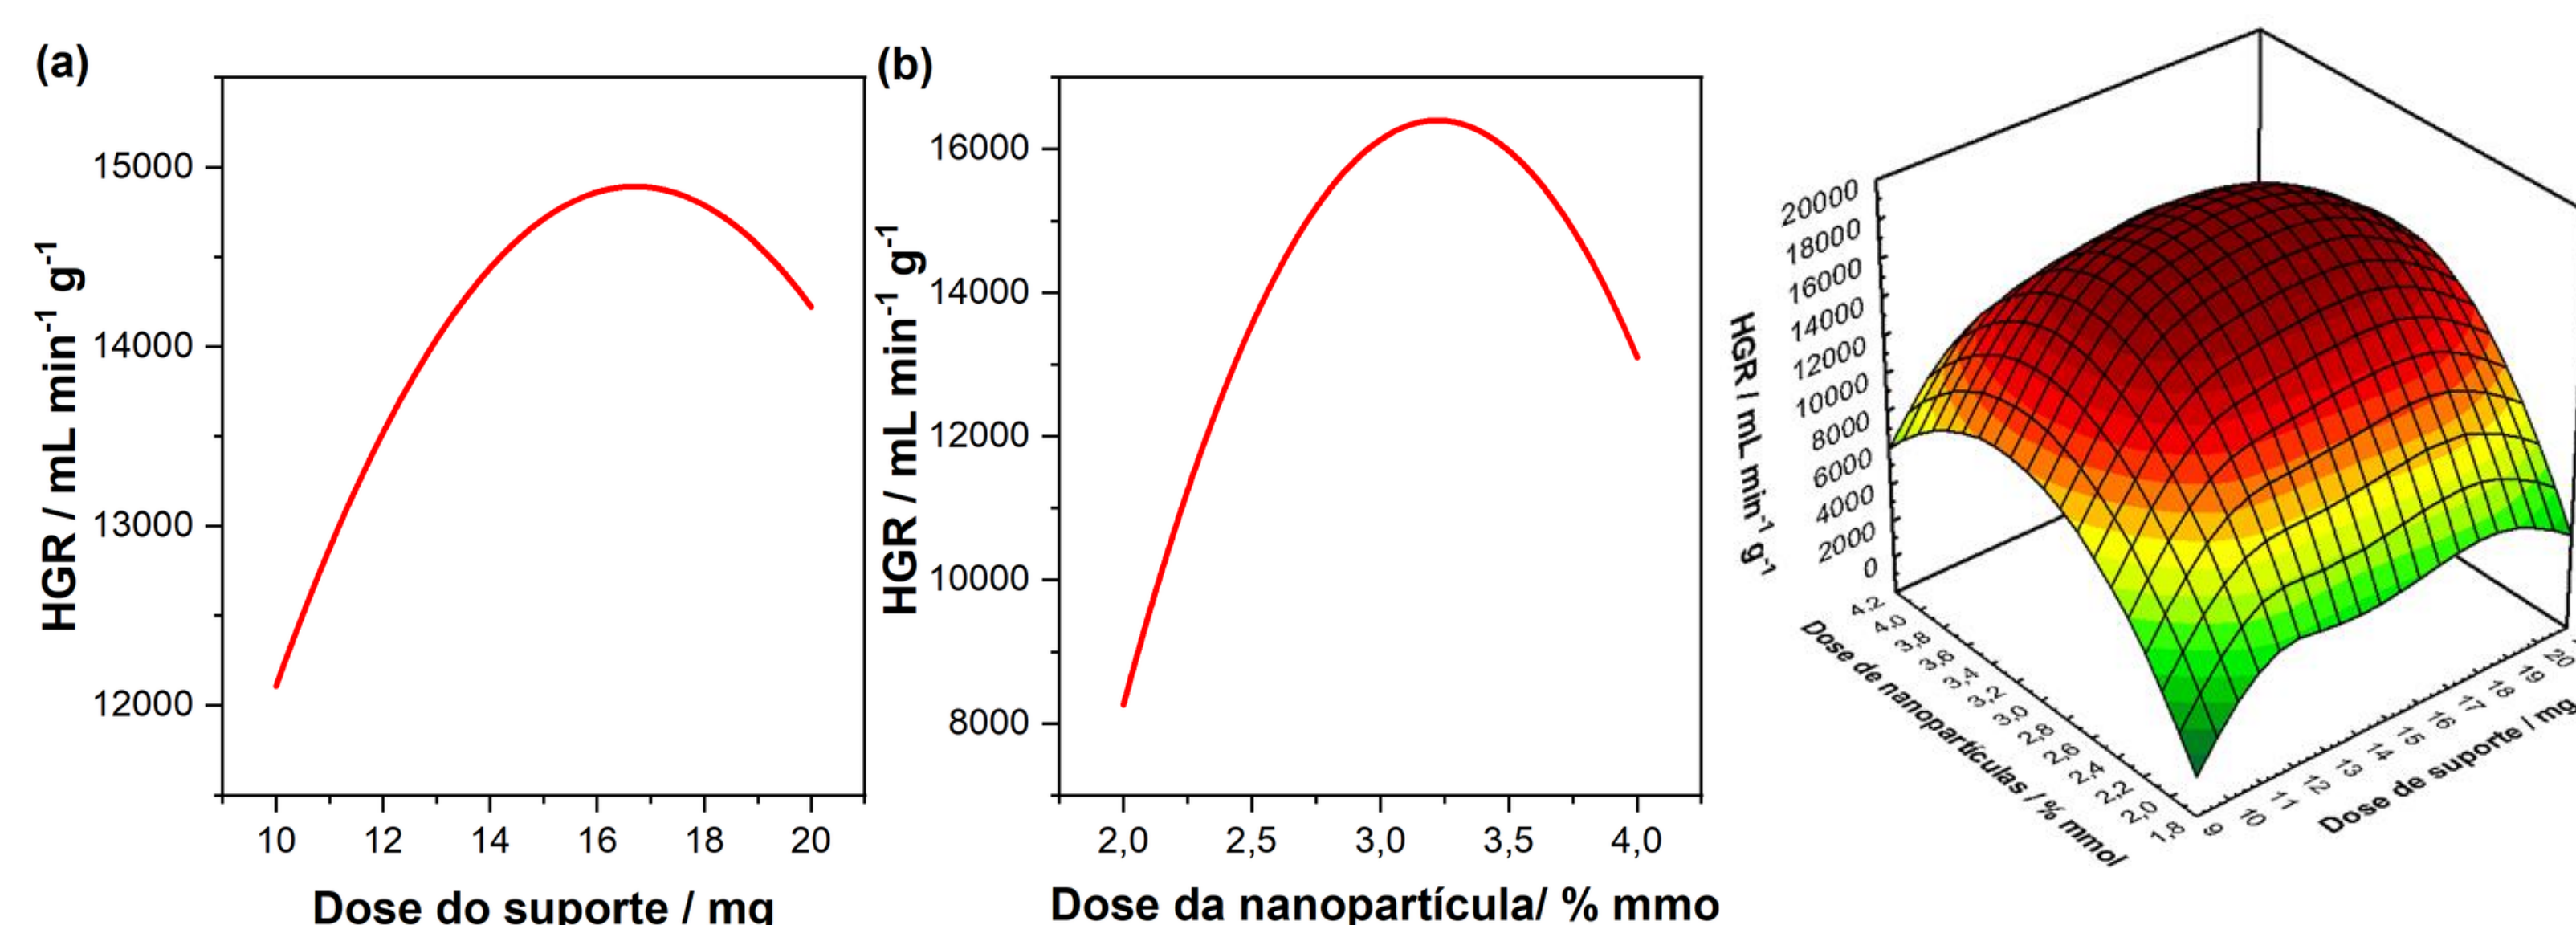 (a)
HGR / mL min⁻¹ g⁻¹
15000
14000
13000
12000
10 12 14 16 18 20
Dose do suporte / mg
(b)
HGR / mL min⁻¹ g⁻¹
16000
14000
12000
10000
8000
2,0 2,5 3,0 3,5 4,0
Dose da nanopartícula/ % mmo
HGR / mL min⁻¹ g⁻¹
20000
18000
16000
14000
12000
10000
8000
6000
4000
2000
0
4,2 4,0 3,8 3,6 3,4 3,2 3,0 2,8 2,6 2,4 2,2 2,0 1,8
Dose de nanopartículas / % mmol
9 10 11 12 13 14 15 16 17 18 19 20
Dose de suporte / mg